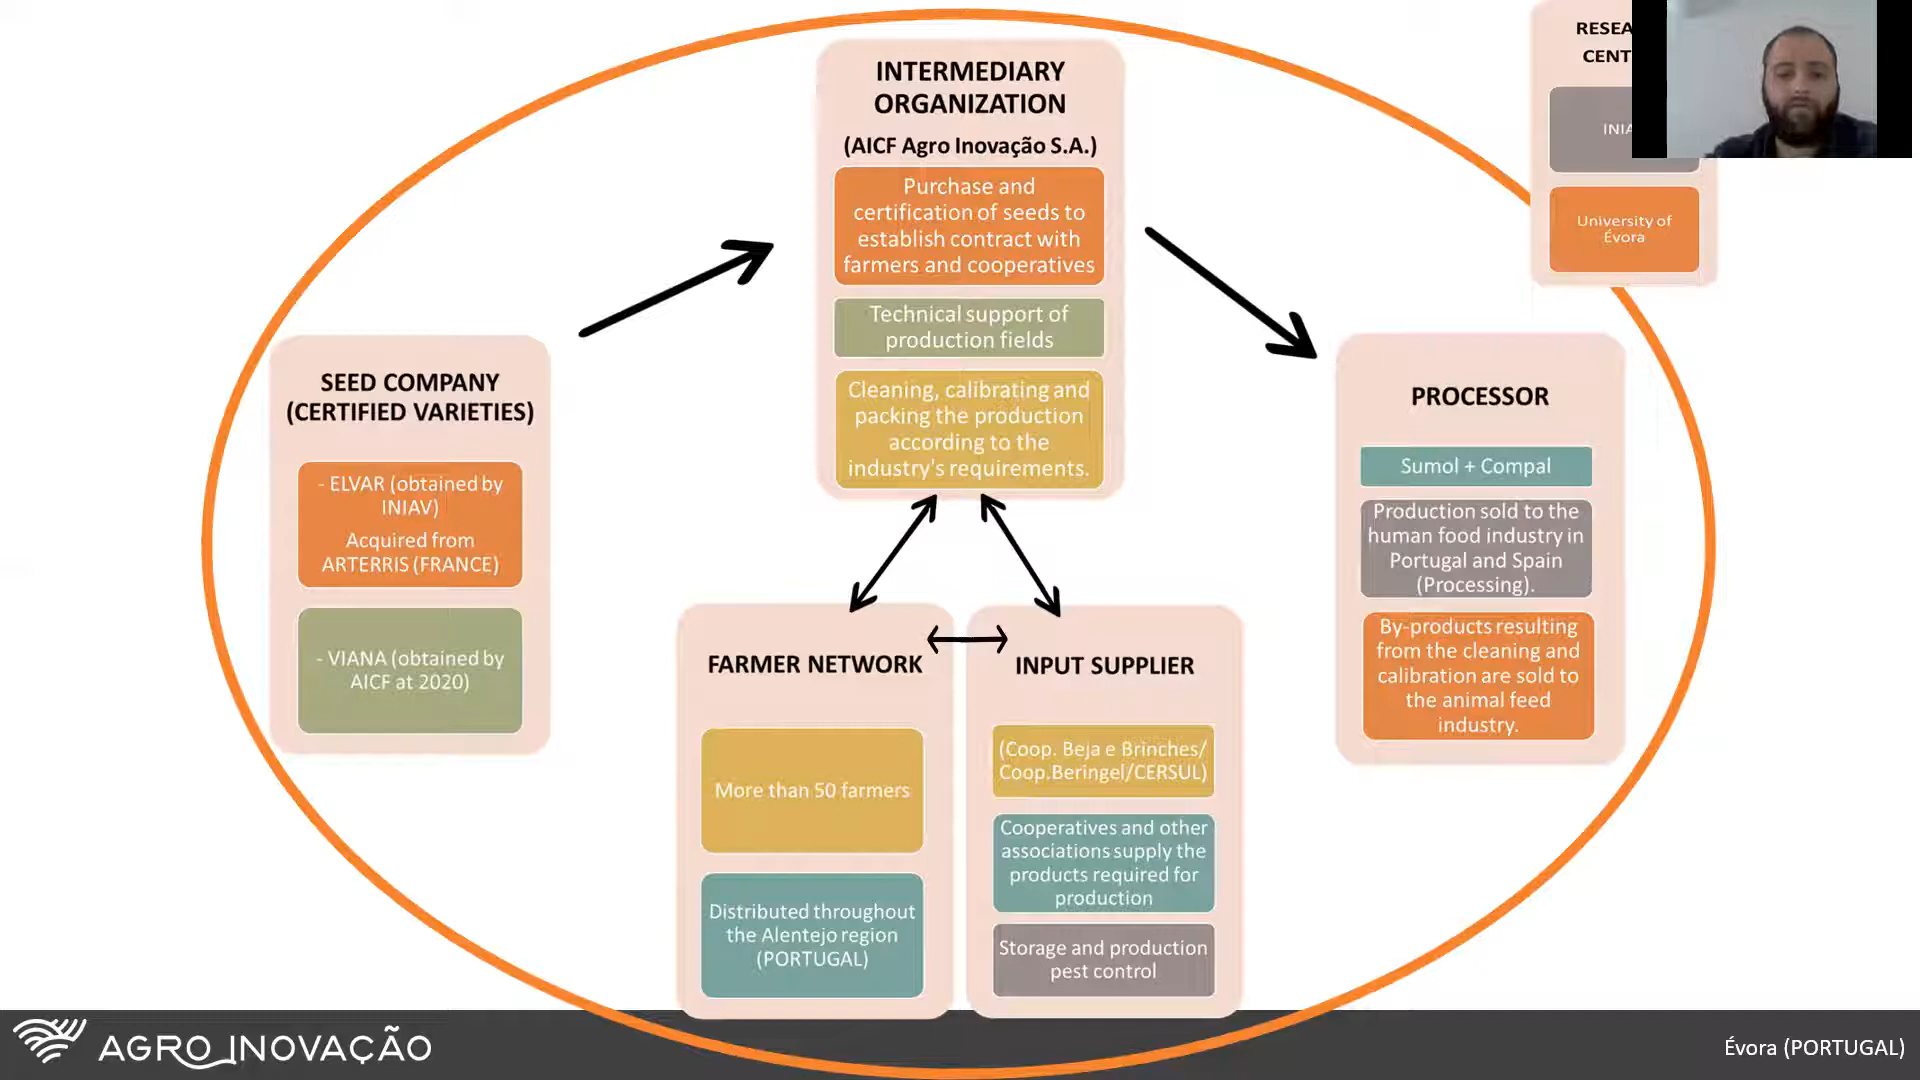 INTERMEDIARY
ORGANIZATION
(AICF Agro Inovação S.A.)
Purchase and
certification of seeds to
establish contract with
farmers and cooperatives
Technical support of
production fields
Cleaning, calibrating and
packing the production
according to the
industry's requirements.
RESEA
CENT
INIA
University of
Évora
SEED COMPANY
(CERTIFIED VARIETIES)
- ELVAR (obtained by
INIAV)
Acquired from
ARTERRIS (FRANCE)
- VIANA (obtained by
AICF at 2020)
PROCESSOR
Sumol + Compal
Production sold to the
human food industry in
Portugal and Spain
(Processing).
By-products resulting
from the cleaning and
calibration are sold to
the animal feed
industry.
FARMER NETWORK
More than 50 farmers
Distributed throughout
the Alentejo region
(PORTUGAL)
INPUT SUPPLIER
(Coop. Beja e Brinches/
Coop.Beringel/CERSUL)
Cooperatives and other
associations supply the
products required for
production
Storage and production
pest control
AGRO INOVAÇÃO
Évora (PORTUGAL)